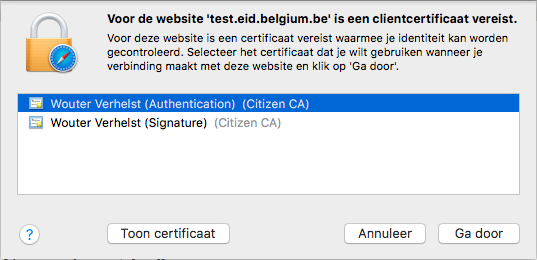 Voor de website 'test.eid.belgium.be' is een clientcertificaat vereist.
Voor deze website is een certificaat vereist waarmee je identiteit kan worden
gecontroleerd. Selecteer het certificaat dat je wilt gebruiken wanneer je
verbinding maakt met deze website en klik op 'Ga door'.
Wouter Verhelst (Authentication) (Citizen CA)
Wouter Verhelst (Signature) (Citizen CA)
? Toon certificaat Annuleer Ga door